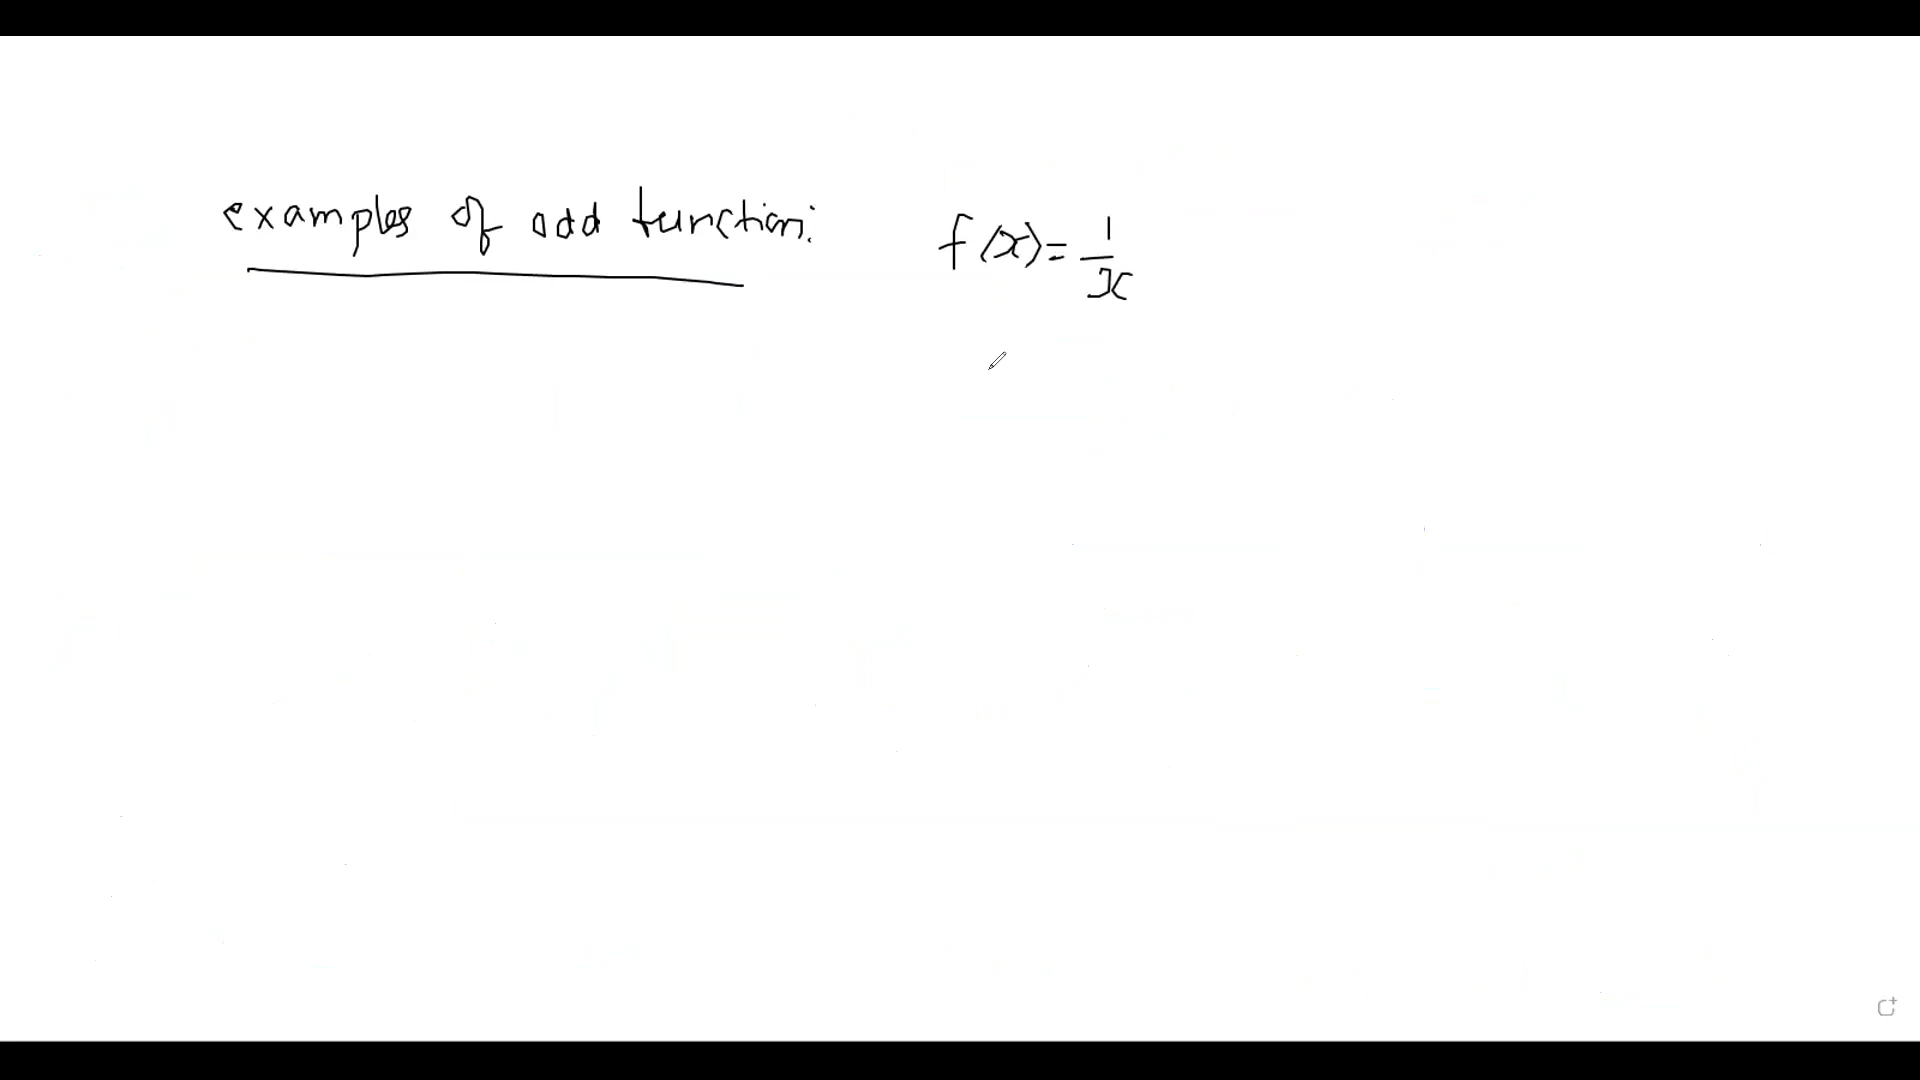 examples of odd function:
f(x)=1/x